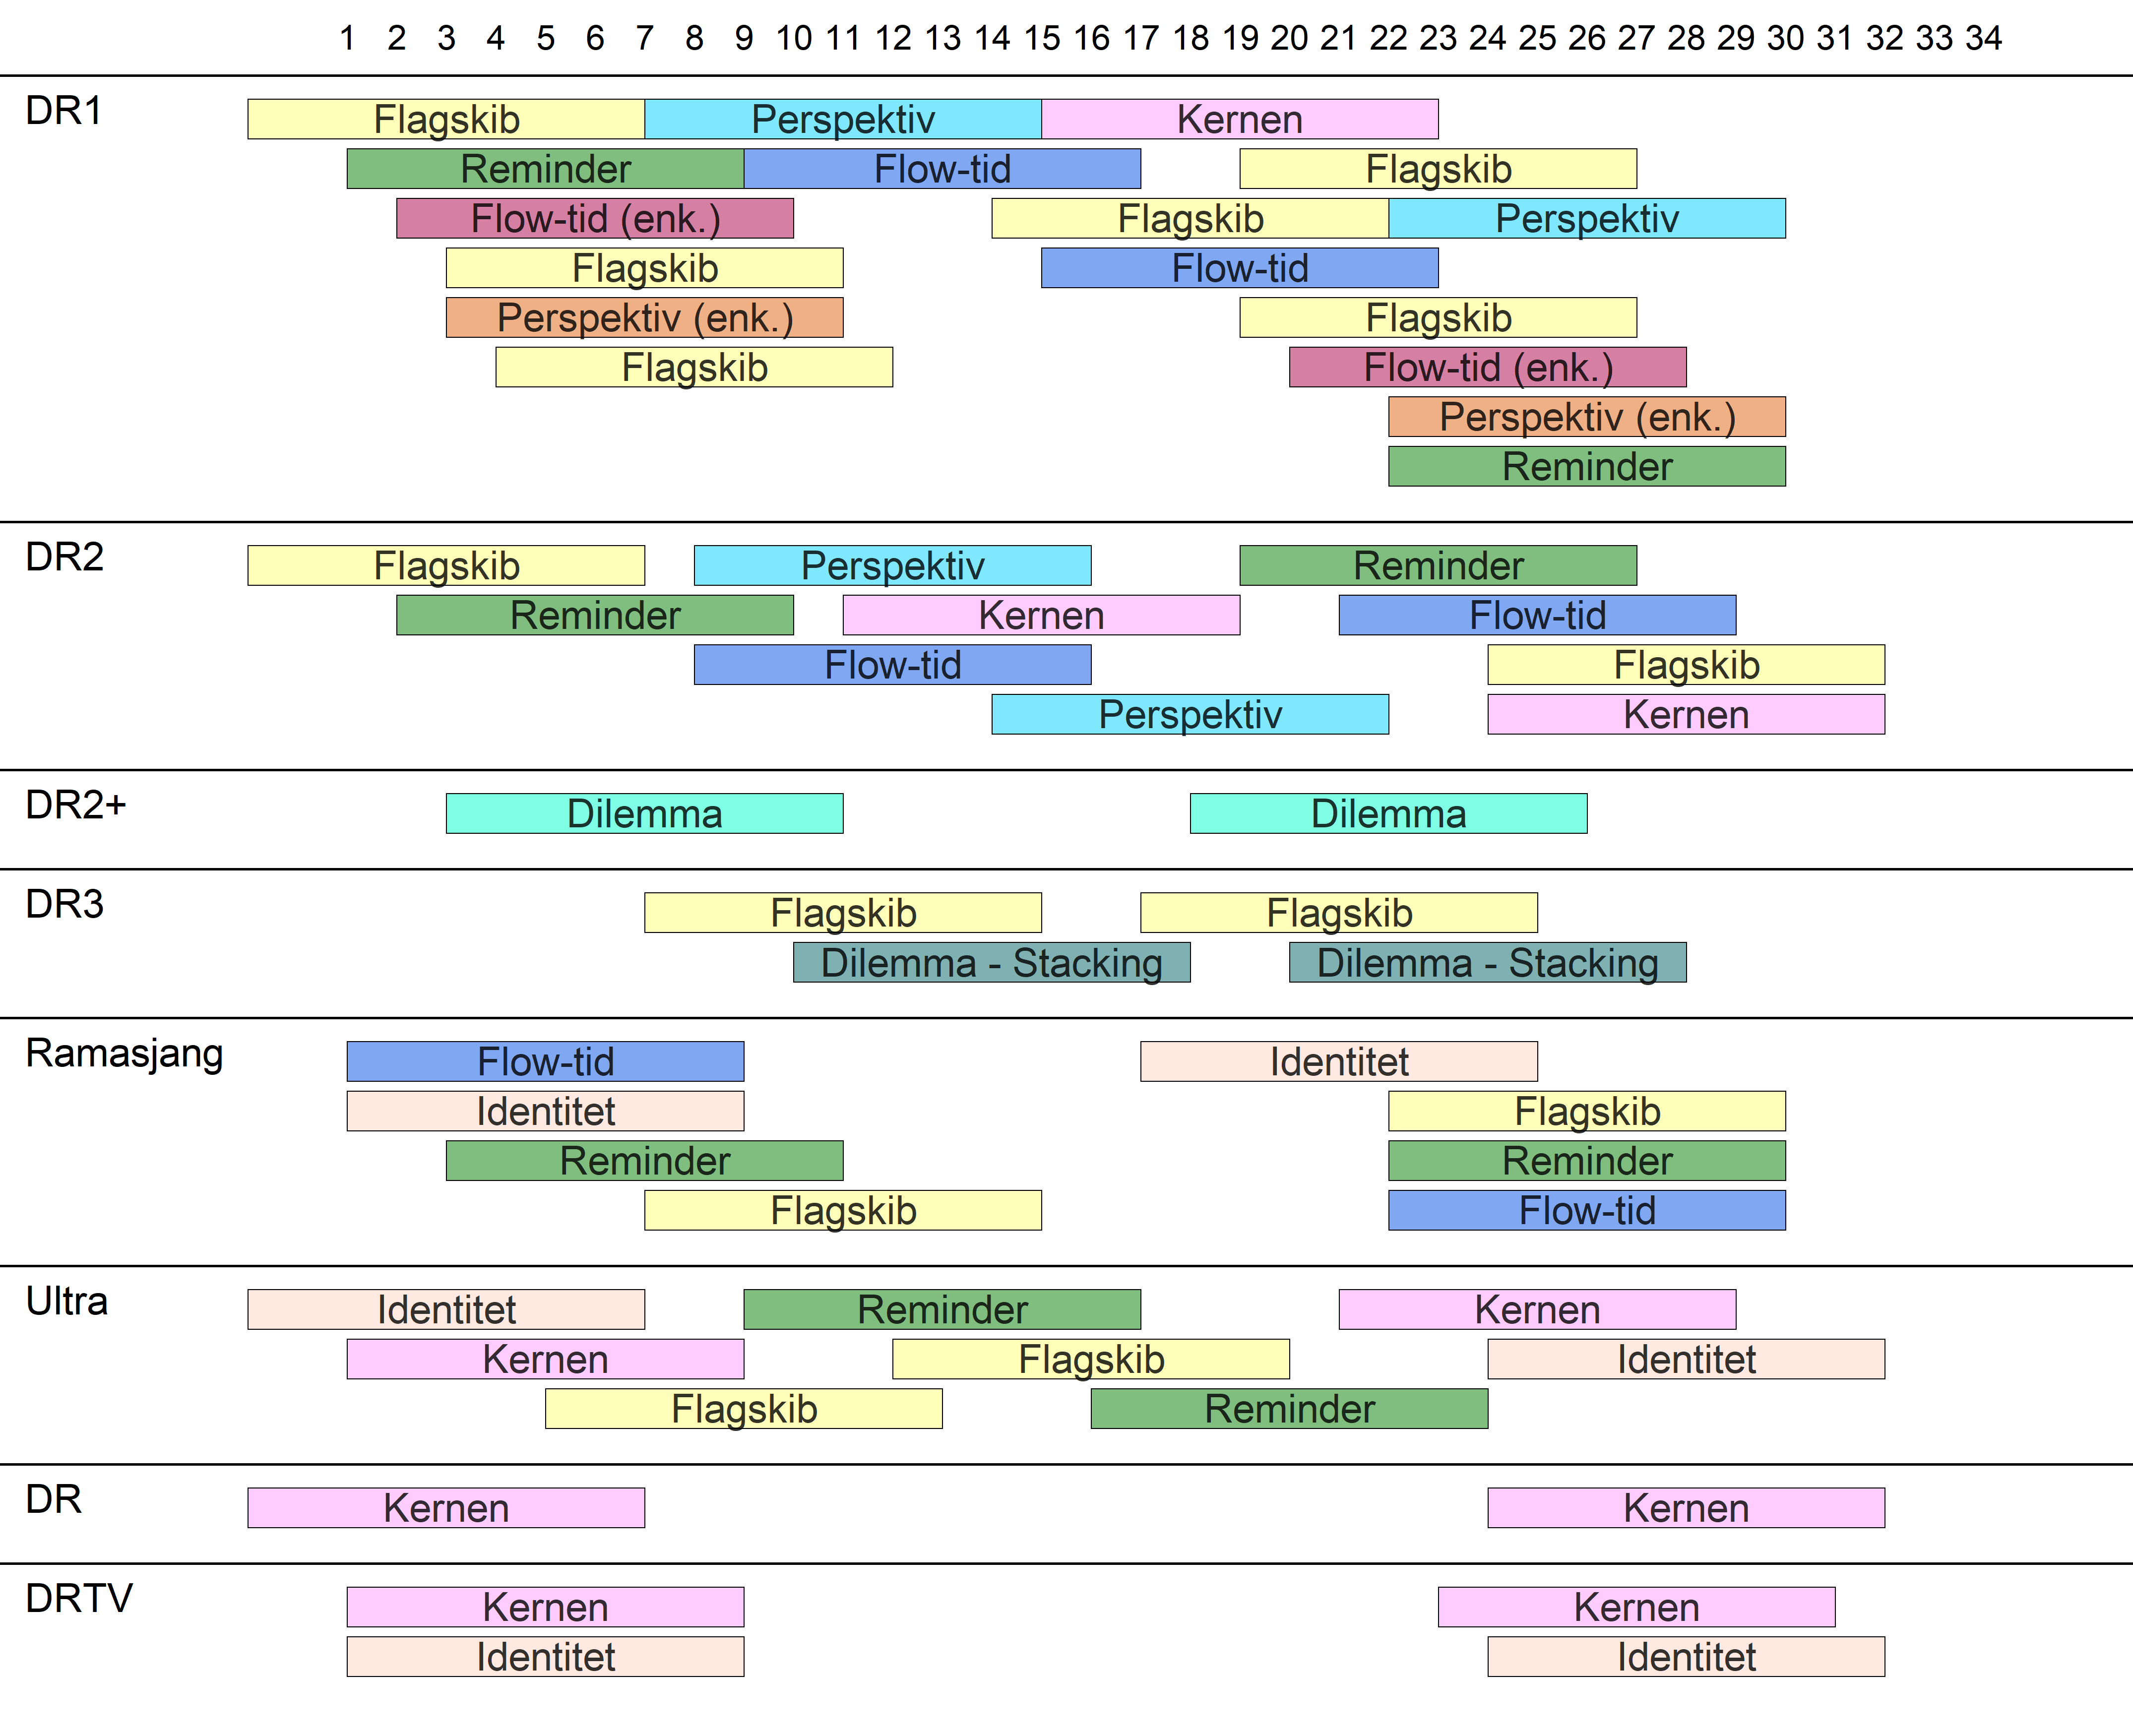 1 2 3 4 5 6 7 8 9 10 11 12 13 14 15 16 17 18 19 20 21 22 23 24 25 26 27 28 29 30 31 32 33 34
DR1
Flagskib Perspektiv Kernen
Reminder Flow-tid Flagskib
Flow-tid (enk.) Flagskib Perspektiv
Flagskib Flow-tid
Perspektiv (enk.) Flagskib
Flagskib Flow-tid (enk.)
Perspektiv (enk.)
Reminder
DR2
Flagskib Perspektiv Reminder
Reminder Kernen Flow-tid
Flow-tid Flagskib
Perspektiv Kernen
DR2+
Dilemma Dilemma
DR3
Flagskib Flagskib
Dilemma - Stacking Dilemma - Stacking
Ramasjang
Flow-tid Identitet
Identitet Flagskib
Reminder Reminder
Flagskib Flow-tid
Ultra
Identitet Reminder Kernen
Kernen Flagskib Identitet
Flagskib Reminder
DR
Kernen Kernen
DRTV
Kernen Kernen
Identitet Identitet